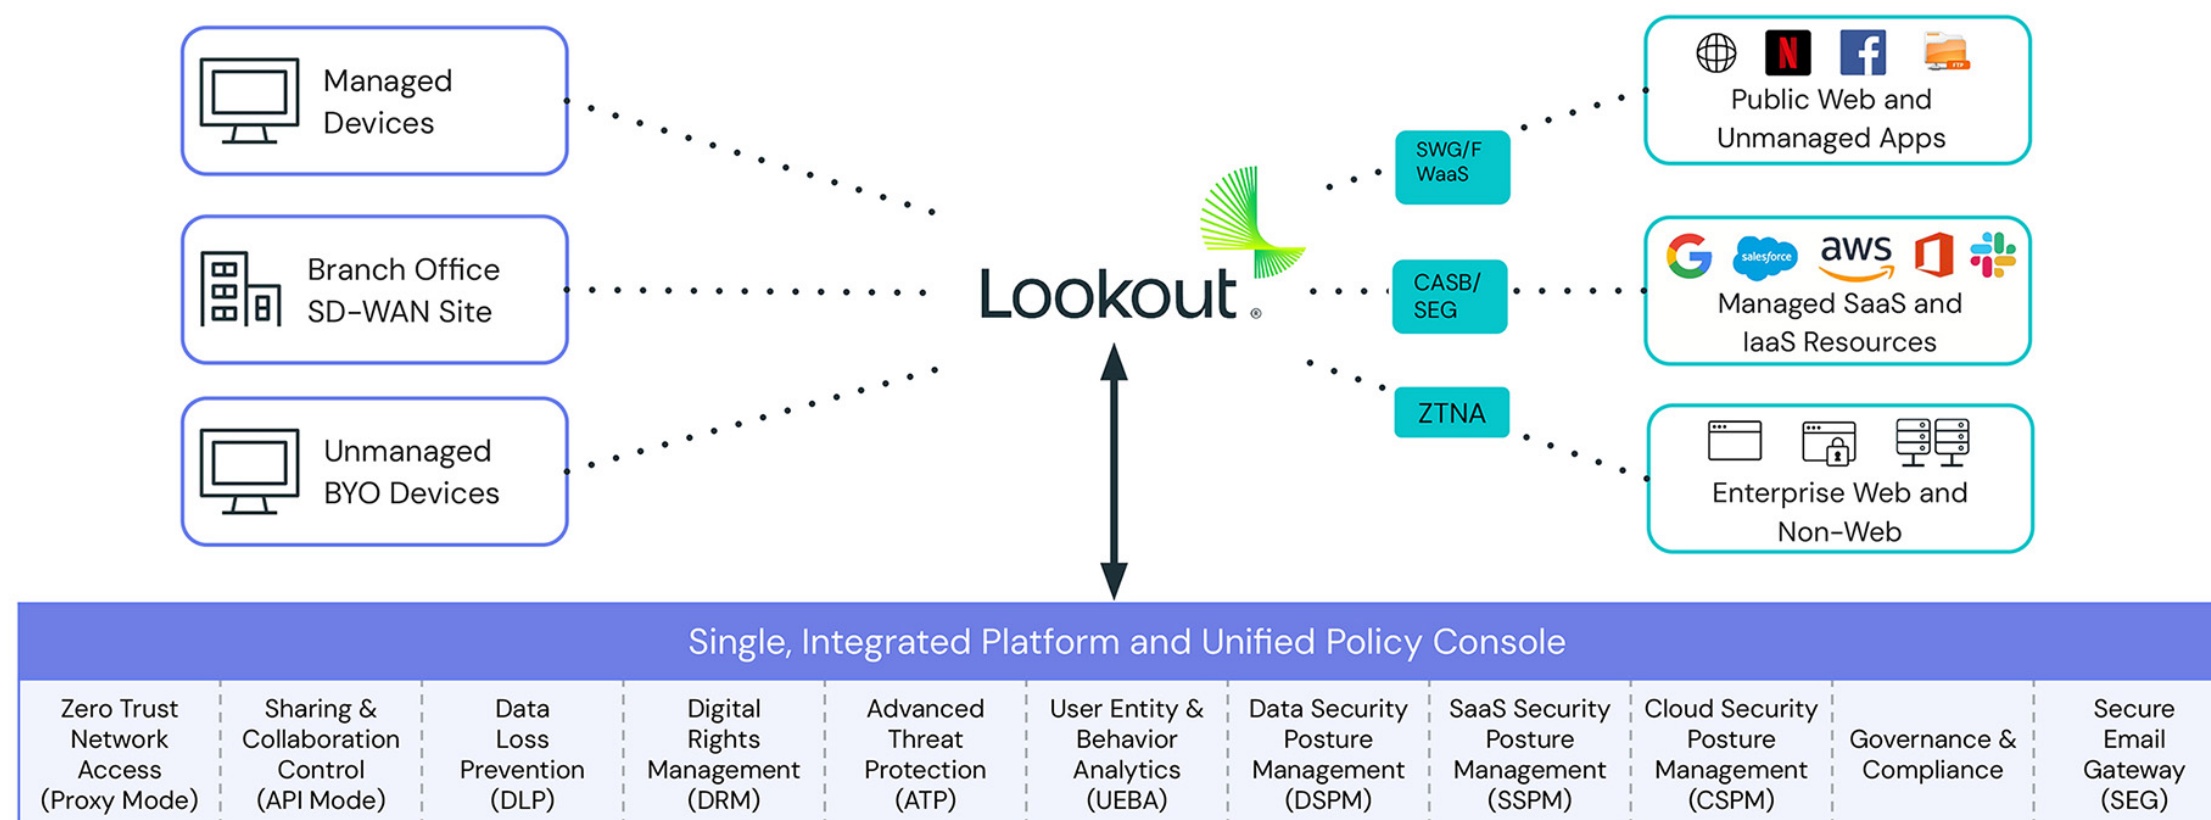 Managed
Devices
Branch Office
SD-WAN Site
Unmanaged
BYO Devices
Lookout
®
SWG/F
WaaS
CASB/
SEG
ZTNA
N
f
FTP
Public Web and
Unmanaged Apps
G
salesforce
aws
Managed SaaS and
IaaS Resources
Enterprise Web and
Non-Web
Single, Integrated Platform and Unified Policy Console
Zero Trust
Network
Access
(Proxy Mode)
Sharing &
Collaboration
Control
(API Mode)
Data
Loss
Prevention
(DLP)
Digital
Rights
Management
(DRM)
Advanced
Threat
Protection
(ATP)
User Entity &
Behavior
Analytics
(UEBA)
Data Security
Posture
Management
(DSPM)
SaaS Security
Posture
Management
(SSPM)
Cloud Security
Posture
Management
(CSPM)
Governance &
Compliance
Secure
Email
Gateway
(SEG)